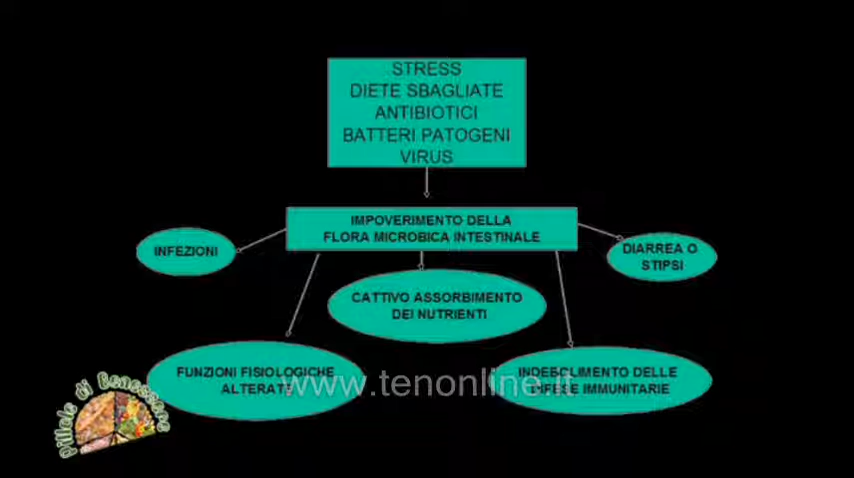 STRESS
DIETE SBAGLIATE
ANTIBIOTICI
BATTERI PATOGENI
VIRUS
IMPOVERIMENTO DELLA
FLORA MICROBICA INTESTINALE
INFEZIONI
DIARREA O
STIPSI
CATTIVO ASSORBIMENTO
DEI NUTRIENTI
FUNZIONI FISIOLOGICHE
ALTERATE
INDEBOLIMENTO DELLE
DIFESE IMMUNITARIE
www.tenonline.it
Pillole di Benessere